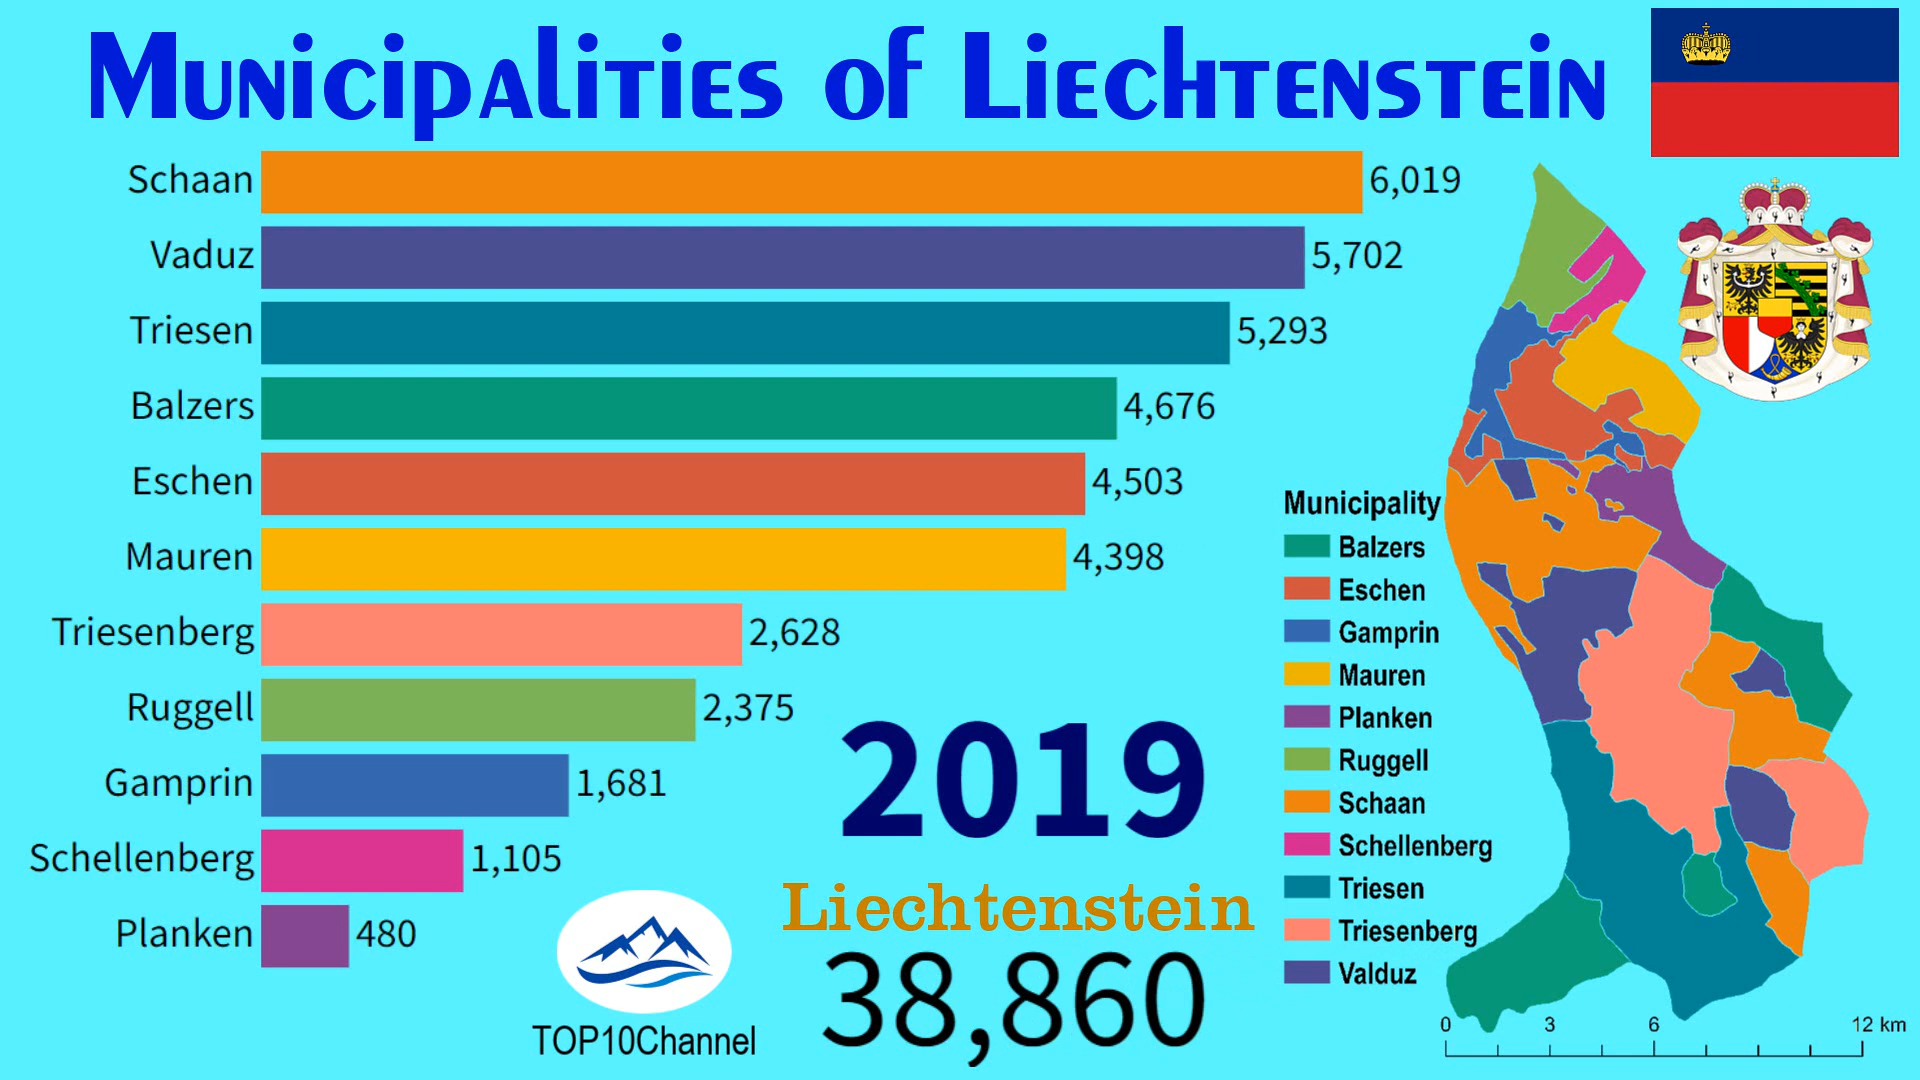 Municipalities of Liechtenstein
Schaan 6,019
Vaduz 5,702
Triesen 5,293
Balzers 4,676
Eschen 4,503
Mauren 4,398
Triesenberg 2,628
Ruggell 2,375
Gamprin 1,681
Schellenberg 1,105
Planken 480
TOP10Channel
2019
Liechtenstein
38,860
Municipality
Balzers
Eschen
Gamprin
Mauren
Planken
Ruggell
Schaan
Schellenberg
Triesen
Triesenberg
Valduz
0 3 6 12 km